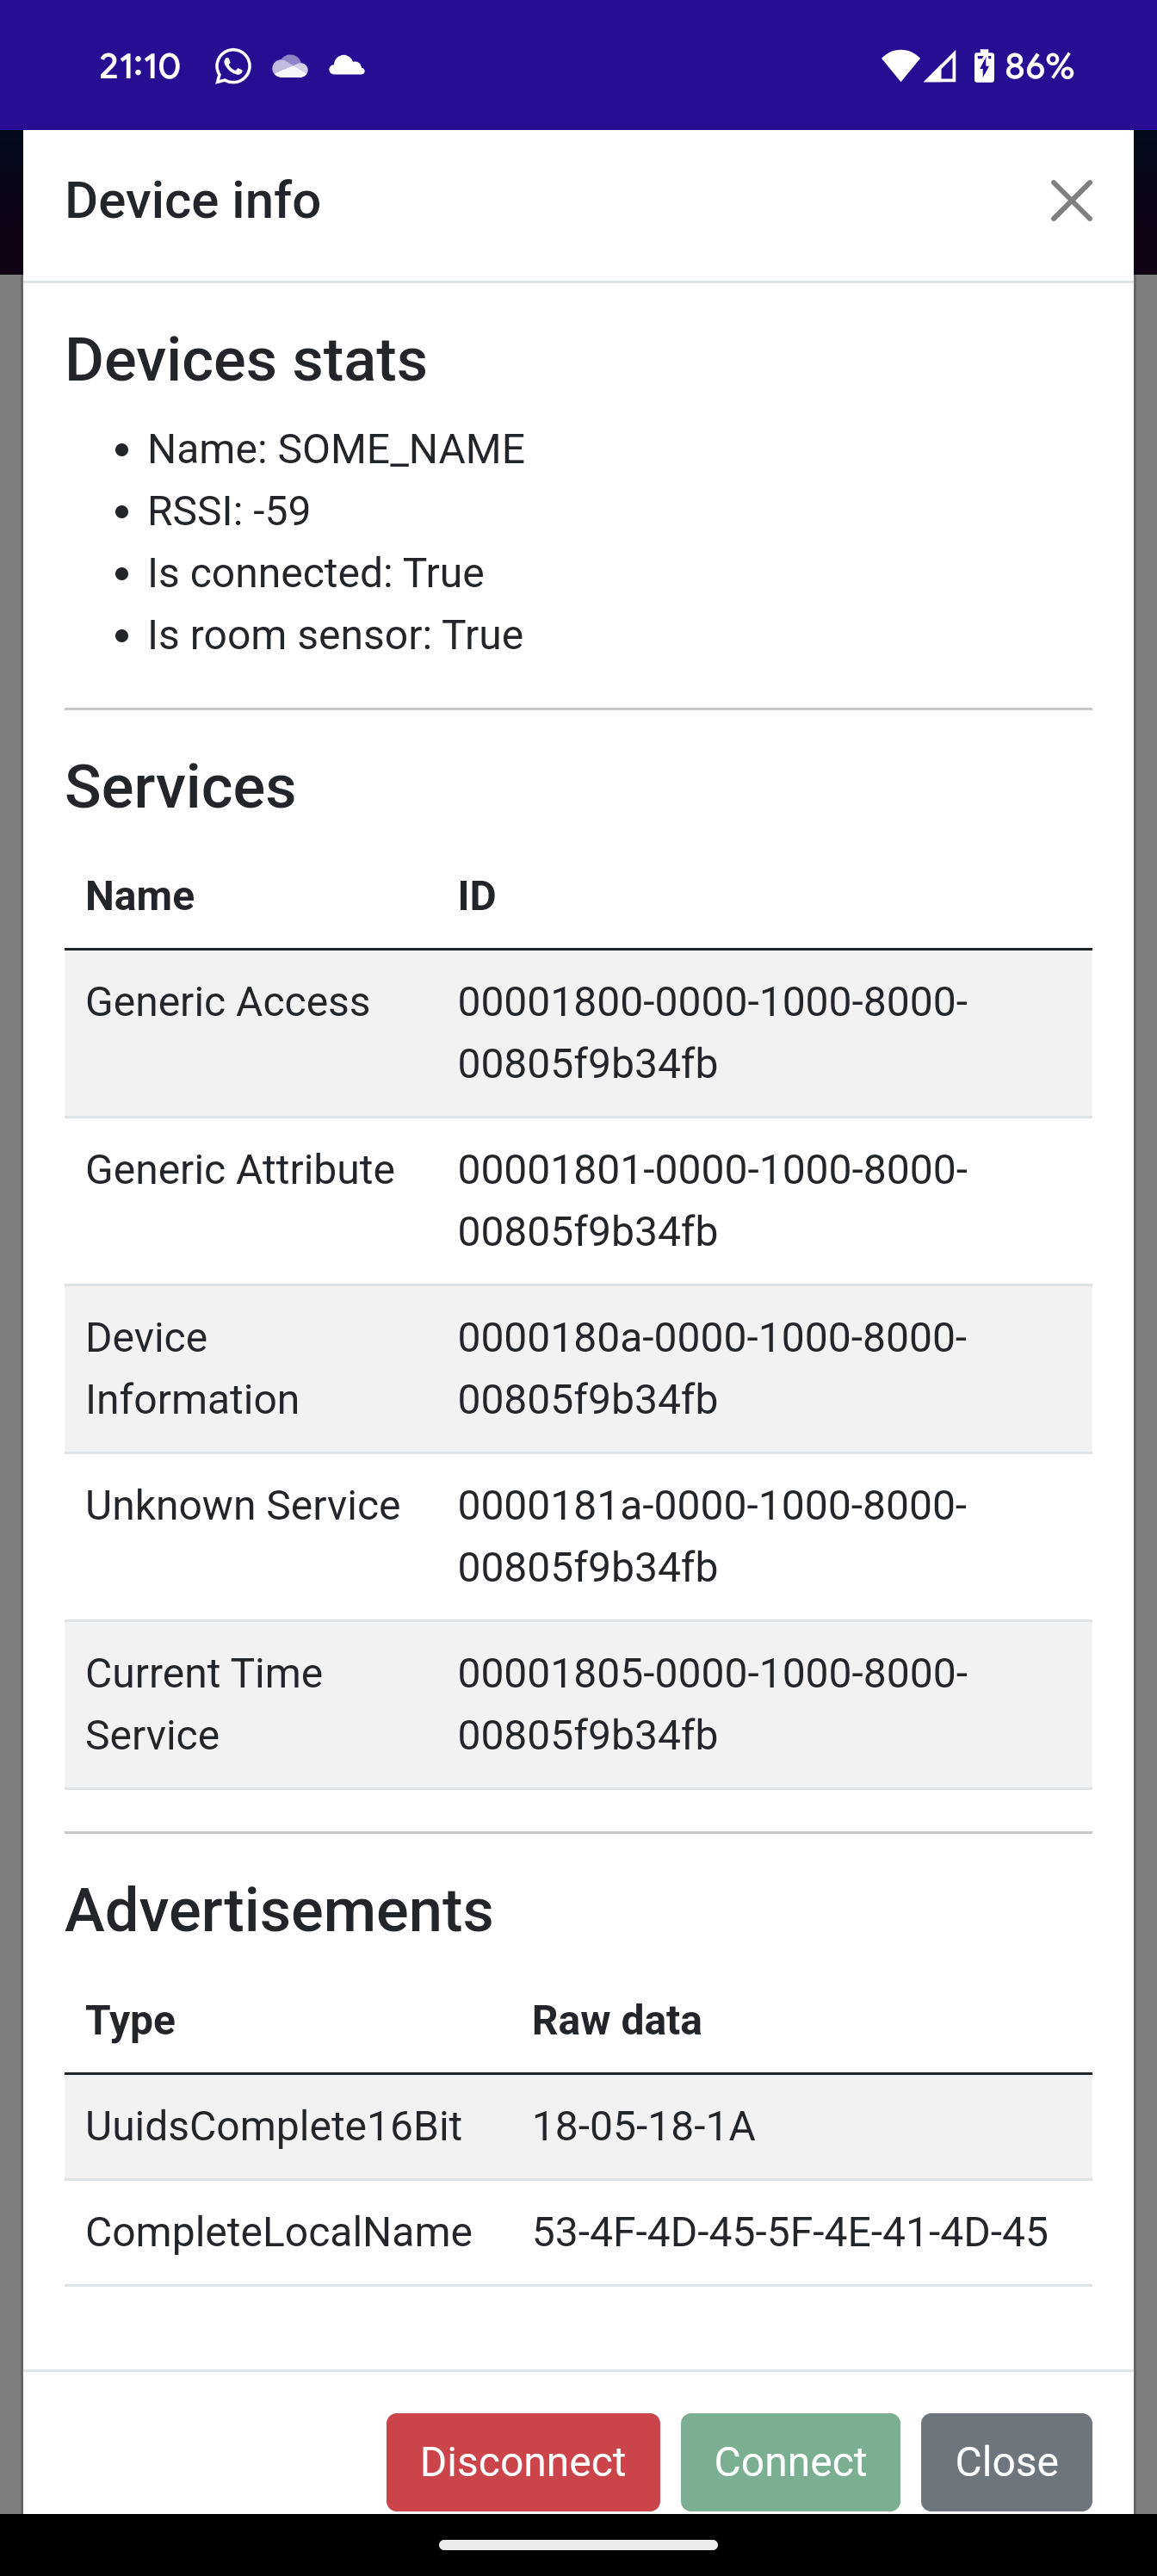 21:10 86%
Device info
Devices stats
• Name: SOME_NAME
• RSSI: -59
• Is connected: True
• Is room sensor: True
Services
Name ID
Generic Access 00001800-0000-1000-8000-
00805f9b34fb
Generic Attribute 00001801-0000-1000-8000-
00805f9b34fb
Device 0000180a-0000-1000-8000-
Information 00805f9b34fb
Unknown Service 0000181a-0000-1000-8000-
00805f9b34fb
Current Time 00001805-0000-1000-8000-
Service 00805f9b34fb
Advertisements
Type Raw data
UuidsComplete16Bit 18-05-18-1A
CompleteLocalName 53-4F-4D-45-5F-4E-41-4D-45
Disconnect Connect Close